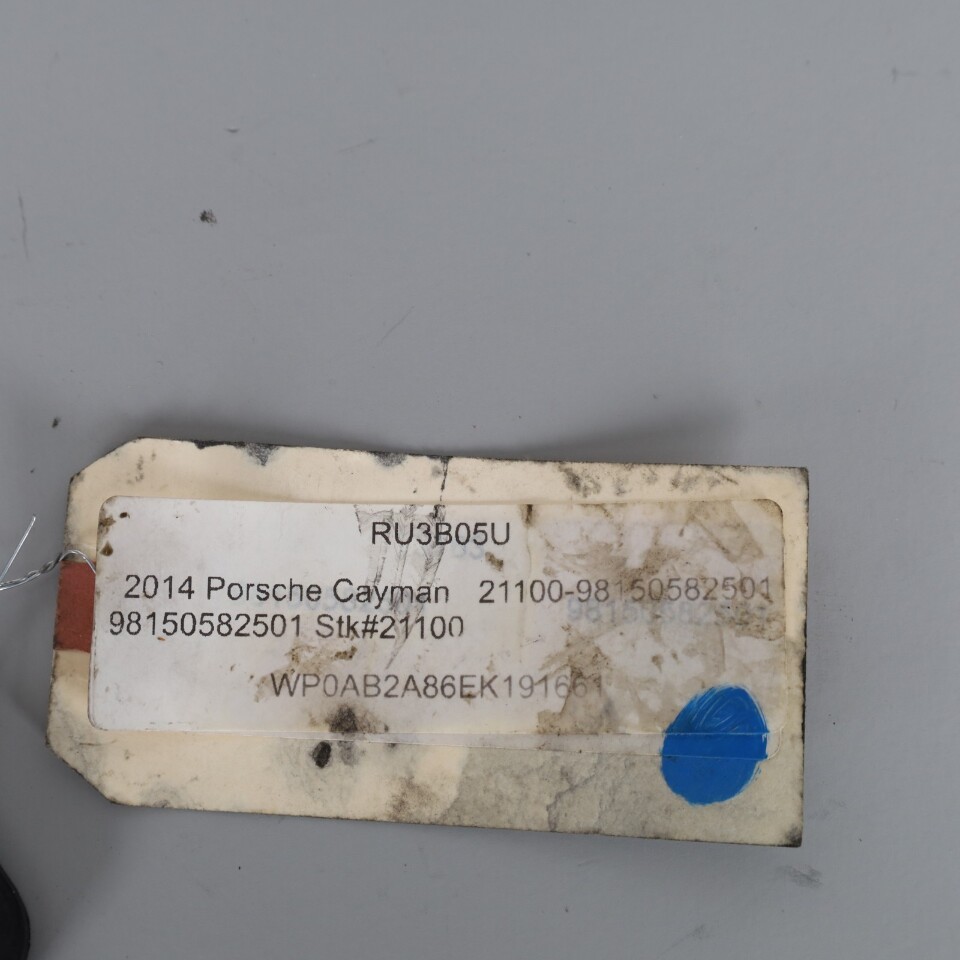 RU3B05U
2014 Porsche Cayman 21100-98150582501
98150582501 Stk#21100
WP0AB2A86EK191661